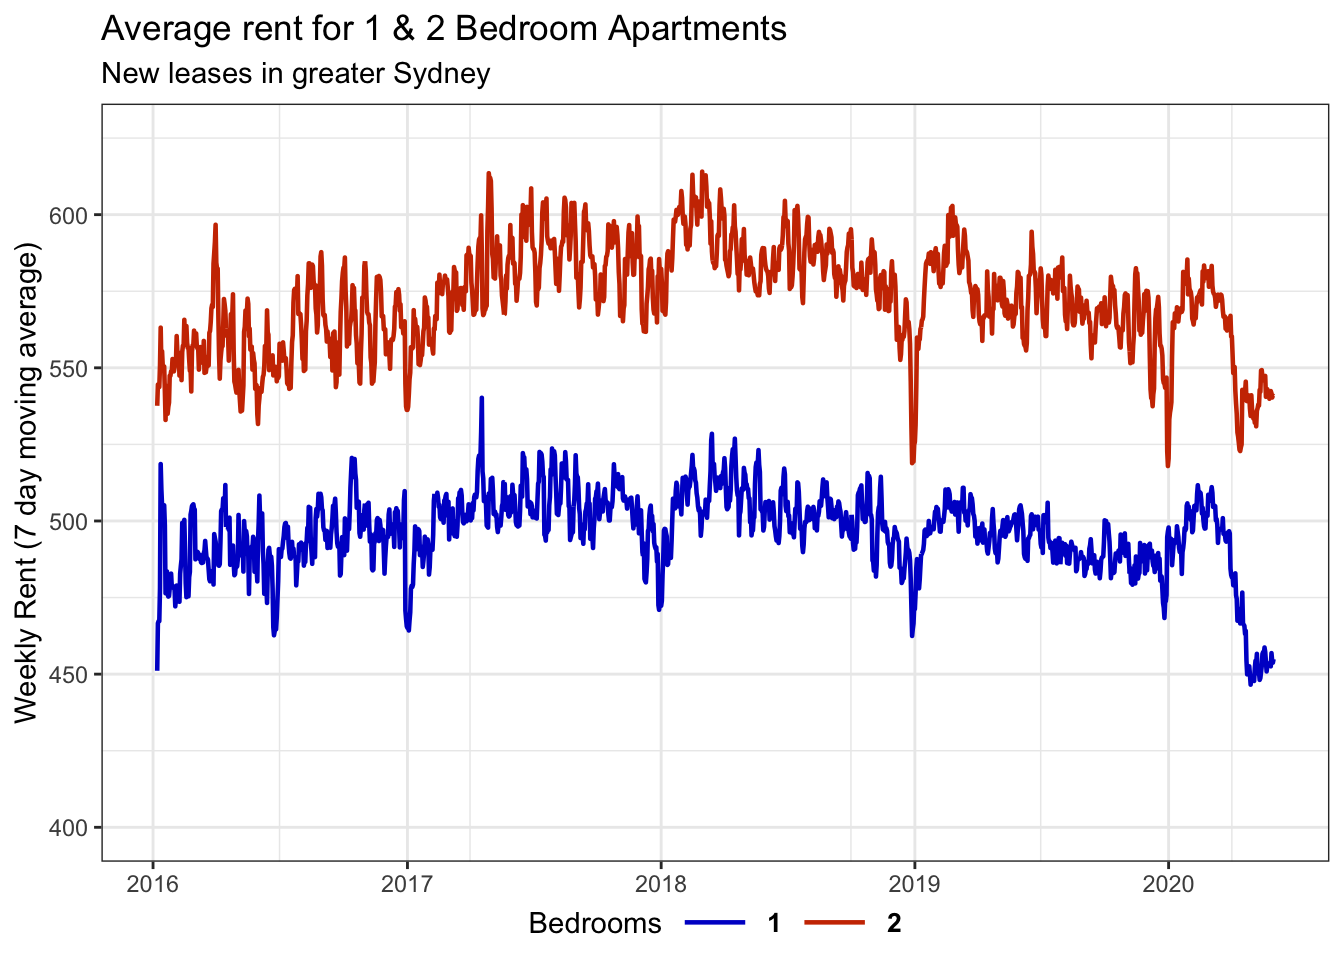 Average rent for 1 & 2 Bedroom Apartments
New leases in greater Sydney
Weekly Rent (7 day moving average)
600
550
500
450
400
2016 2017 2018 2019 2020
Bedrooms 1 2